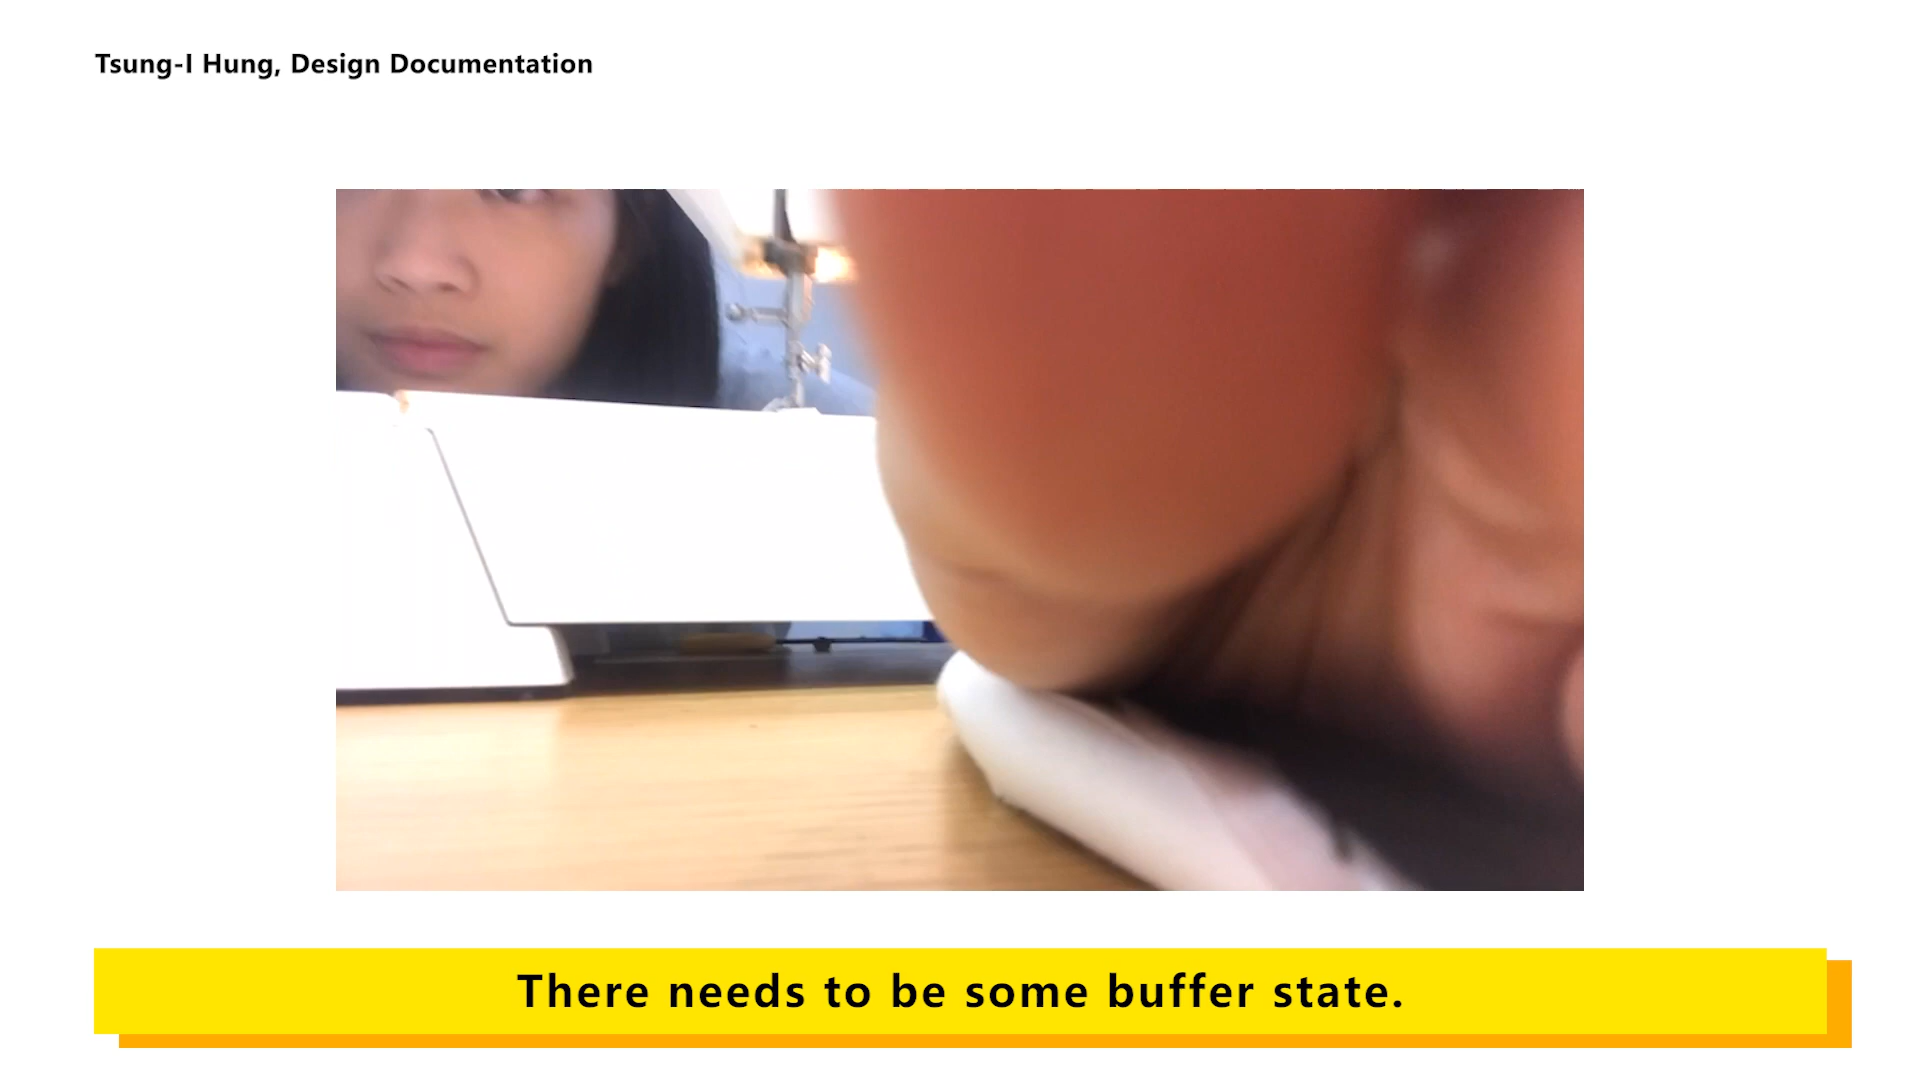 Tsung-I Hung, Design Documentation
There needs to be some buffer state.